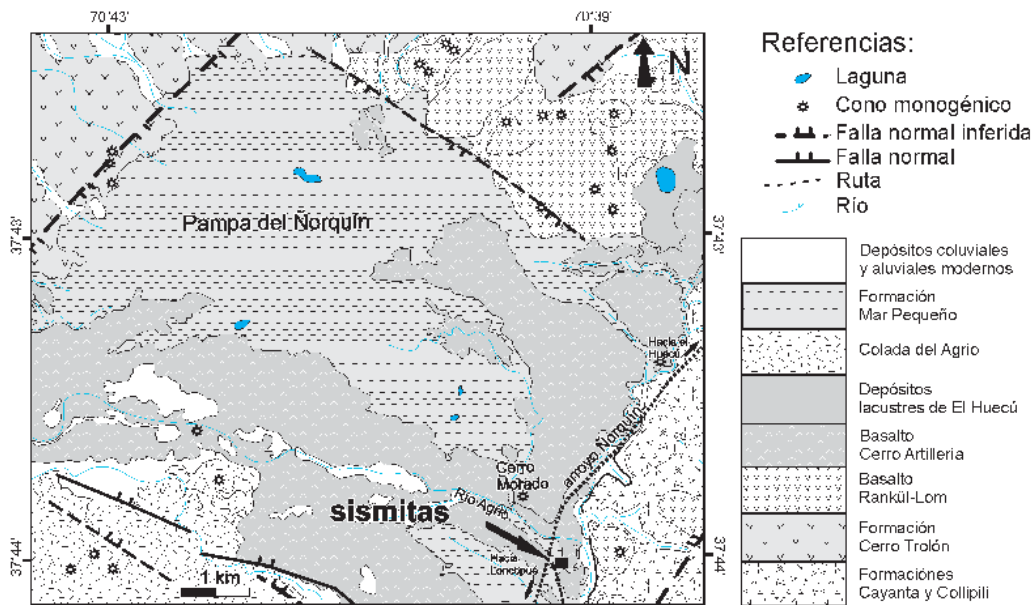 70°43'
70°39'
N
Pampa del Ñorquín
37°43'
37°43'
Hacia el
Huecú
arroyo Ñorquín
Cerro
Morado
Río Agrio
sismitas
Hacia
Loncopué
37°44'
37°44'
1 km
Referencias:
Laguna
Cono monogénico
Falla normal inferida
Falla normal
Ruta
Río
Depósitos coluviales
y aluviales modernos
Formación
Mar Pequeño
Colada del Agrio
Depósitos
lacustres de El Huecú
Basalto
Cerro Artilleria
Basalto
Rankül-Lom
Formación
Cerro Trolón
Formaciónes
Cayanta y Collipili